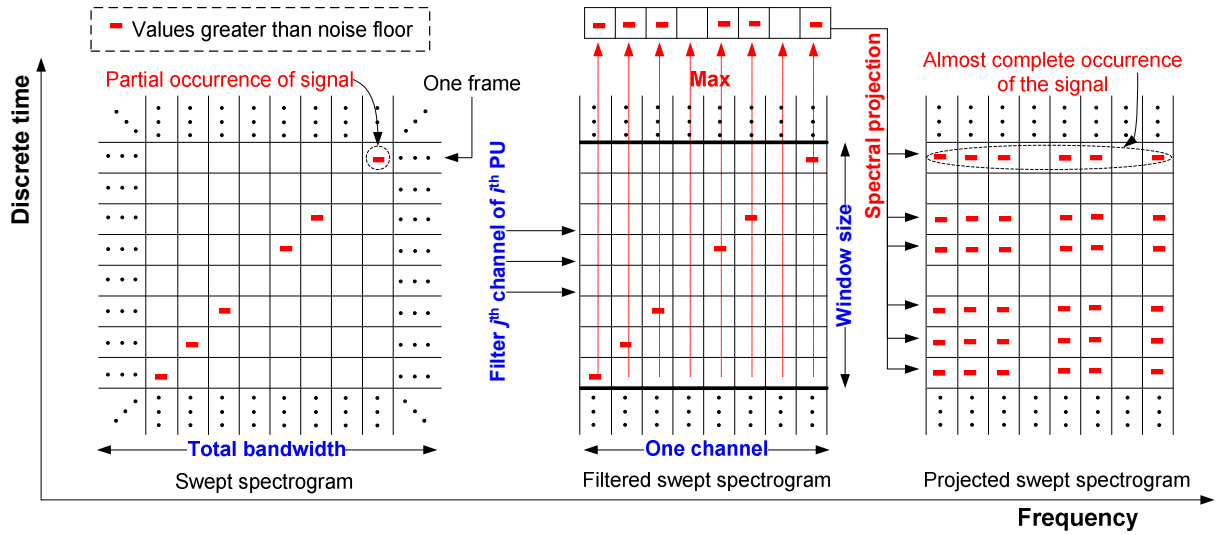 Values greater than noise floor
Partial occurrence of signal
One frame
Max
Almost complete occurrence
of the signal
Discrete time
Filter jth channel of ith PU
Window size
Spectral projection
Total bandwidth
One channel
Swept spectrogram
Filtered swept spectrogram
Projected swept spectrogram
Frequency